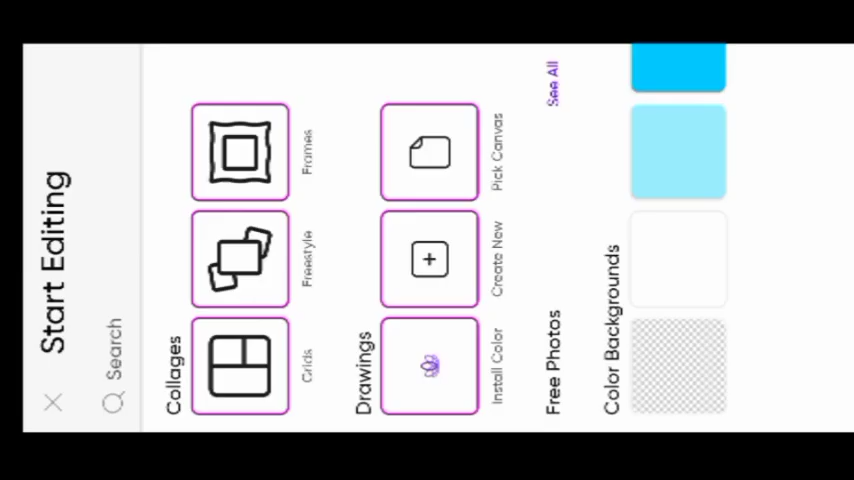 Start Editing
Search
Collages
Grids
Freestyle
Frames
Drawings
Install Color
Create New
Pick Canvas
Free Photos
See All
Color Backgrounds